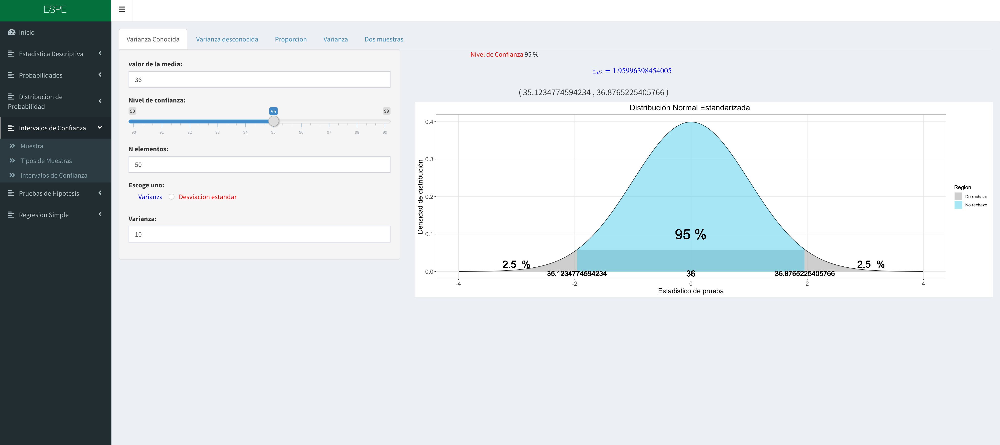 ESPE
Inicio
Estadistica Descriptiva
Probabilidades
Distribucion de
Probabilidad
Intervalos de Confianza
Muestra
Tipos de Muestras
Intervalos de Confianza
Pruebas de Hipotesis
Regresion Simple
Varianza Conocida Varianza desconocida Proporcion Varianza Dos muestras
valor de la media:
36
Nivel de confianza:
90 95 99
90 91 92 93 94 95 96 97 98 99
N elementos:
50
Escoge uno:
Varianza Desviacion estandar
Varianza:
10
Nivel de Confianza 95 %
zα/2 = 1.95996398454005
( 35.1234774594234 , 36.8765225405766 )
Distribución Normal Estandarizada
Densidad de distribución
0.4
0.3
0.2
0.1
0.0
95 %
2.5 % 2.5 %
35.1234774594234 36 36.8765225405766
-4 -2 0 2 4
Estadistico de prueba
Region
De rechazo
No rechazo